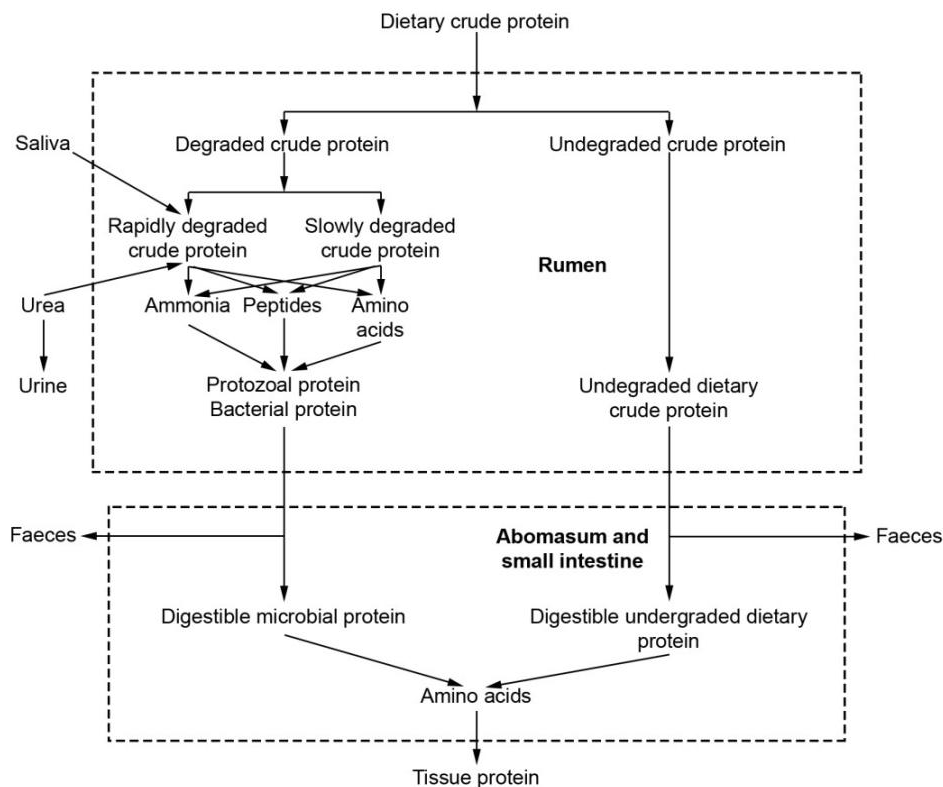 Dietary crude protein
Saliva
Degraded crude protein
Undegraded crude protein
Rapidly degraded
crude protein
Slowly degraded
crude protein
Rumen
Urea
Ammonia
Peptides
Amino
acids
Urine
Protozoal protein
Bacterial protein
Undegraded dietary
crude protein
Faeces
Abomasum and
small intestine
Faeces
Digestible microbial protein
Digestible undergraded dietary
protein
Amino acids
Tissue protein